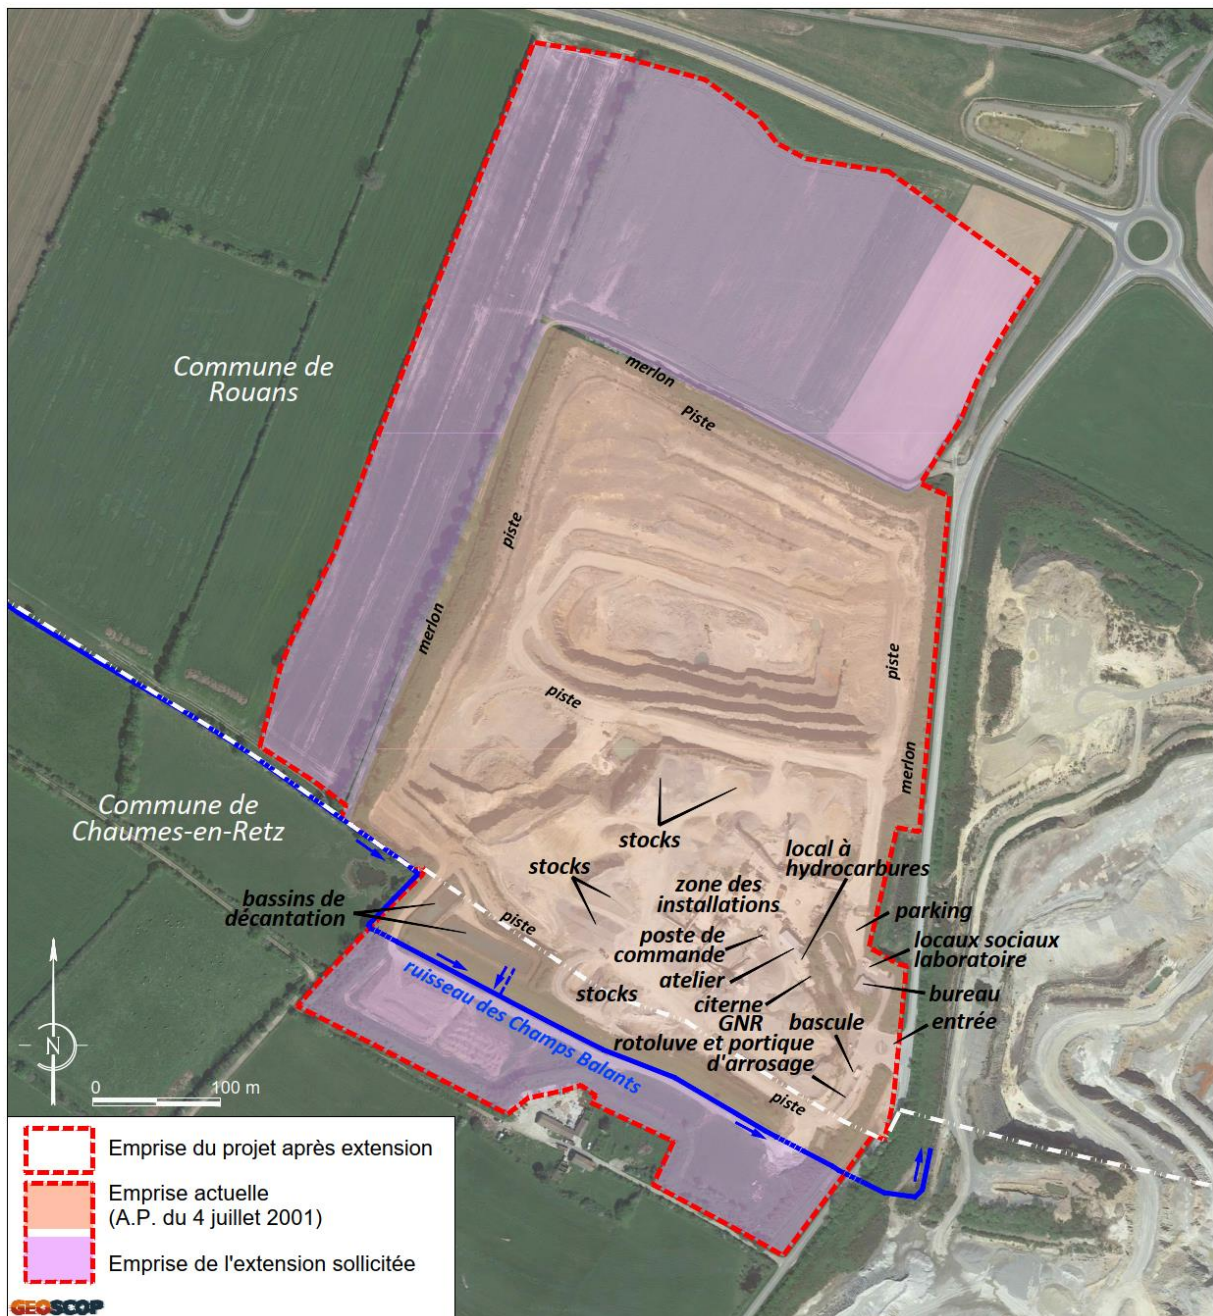 merlon
Piste
Commune de
Rouans
piste
merlon
piste
piste
merlon
Commune de
Chaumes-en-Retz
stocks
local à
hydrocarbures
stocks
zone des
installations
bassins de
décantation
piste
parking
poste de
commande
locaux sociaux
laboratoire
atelier
ruisseau des Champs Balants
stocks
citerne
GNR
bureau
bascule
entrée
rotoluve et portique
d'arrosage
piste
N
0
100 m
Emprise du projet après extension
Emprise actuelle
(A.P. du 4 juillet 2001)
Emprise de l'extension sollicitée
GEOSCOP